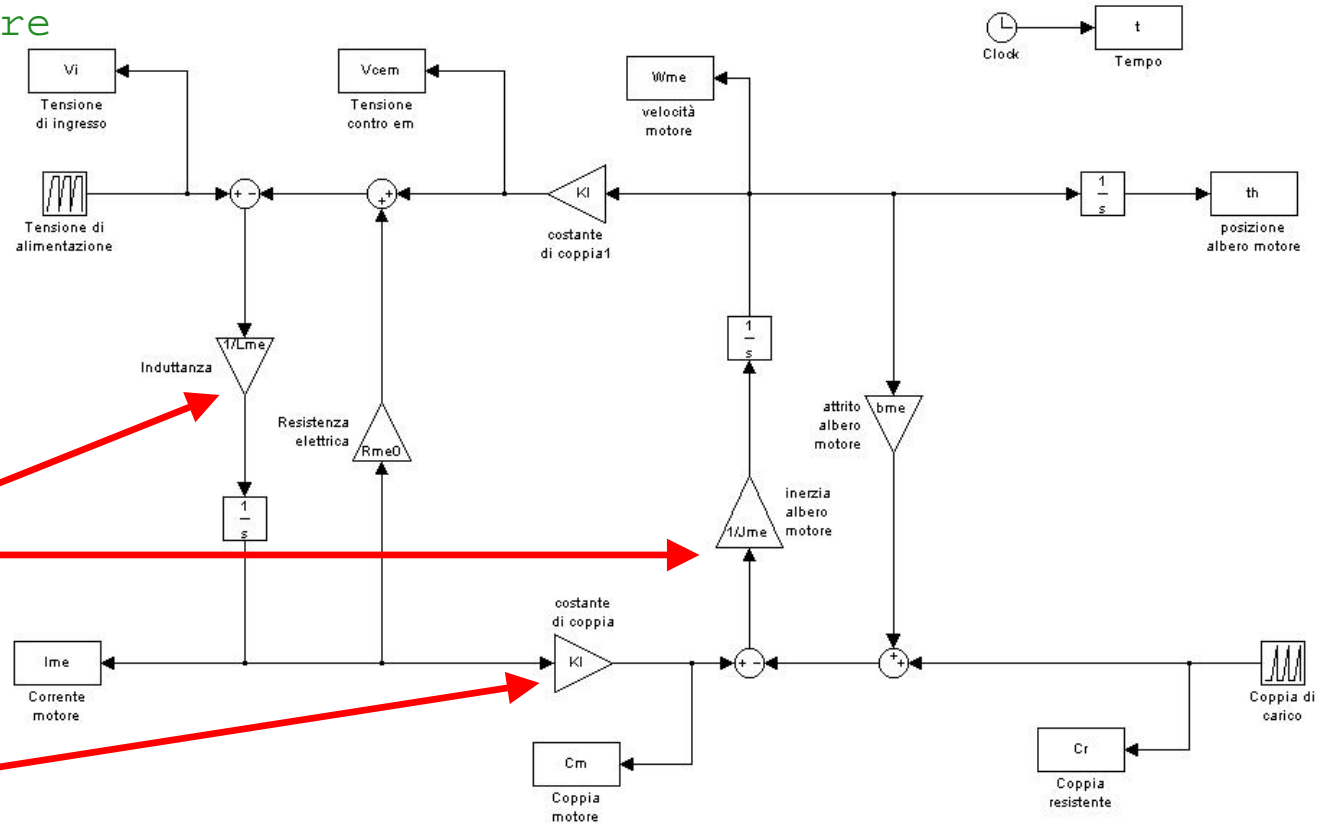 re
t
Clock
Tempo
Vi
Tensione
di ingresso
Vcem
Tensione
contro em
Wme
velocità
motore
Tensione di
alimentazione
+ -
+
+
KI
costante
di coppia1
1
s
th
posizione
albero motore
1/Lme
Induttanza
Resistenza
elettrica
Rme0
1
s
attrito
albero
motore
bme
1
s
inerzia
albero
motore
1/Jme
costante
di coppia
KI
Ime
Corrente
motore
+ -
+
+
Coppia di
carico
Cm
Coppia
motore
Cr
Coppia
resistente